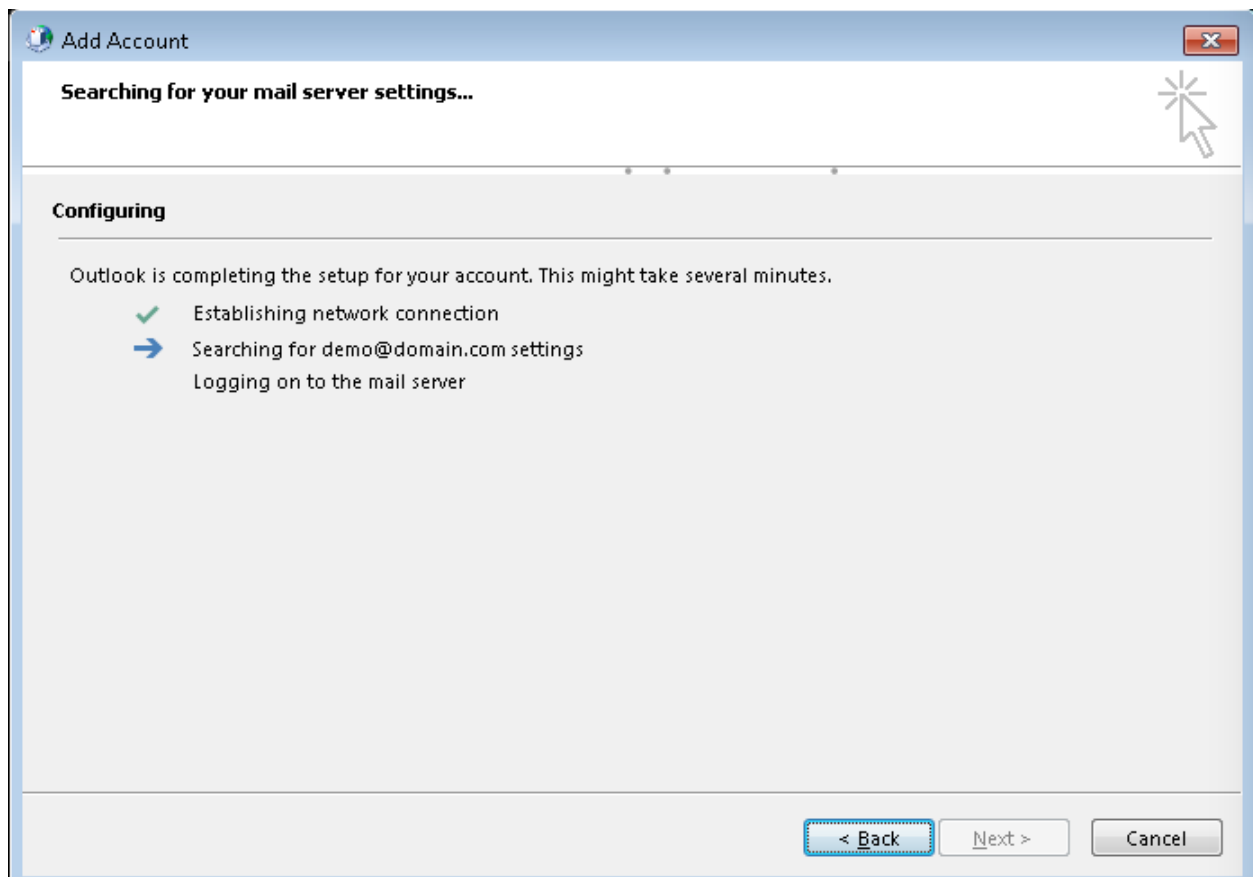 Add Account
Searching for your mail server settings...
Configuring
Outlook is completing the setup for your account. This might take several minutes.
Establishing network connection
Searching for demo@domain.com settings
Logging on to the mail server
< Back
Next >
Cancel